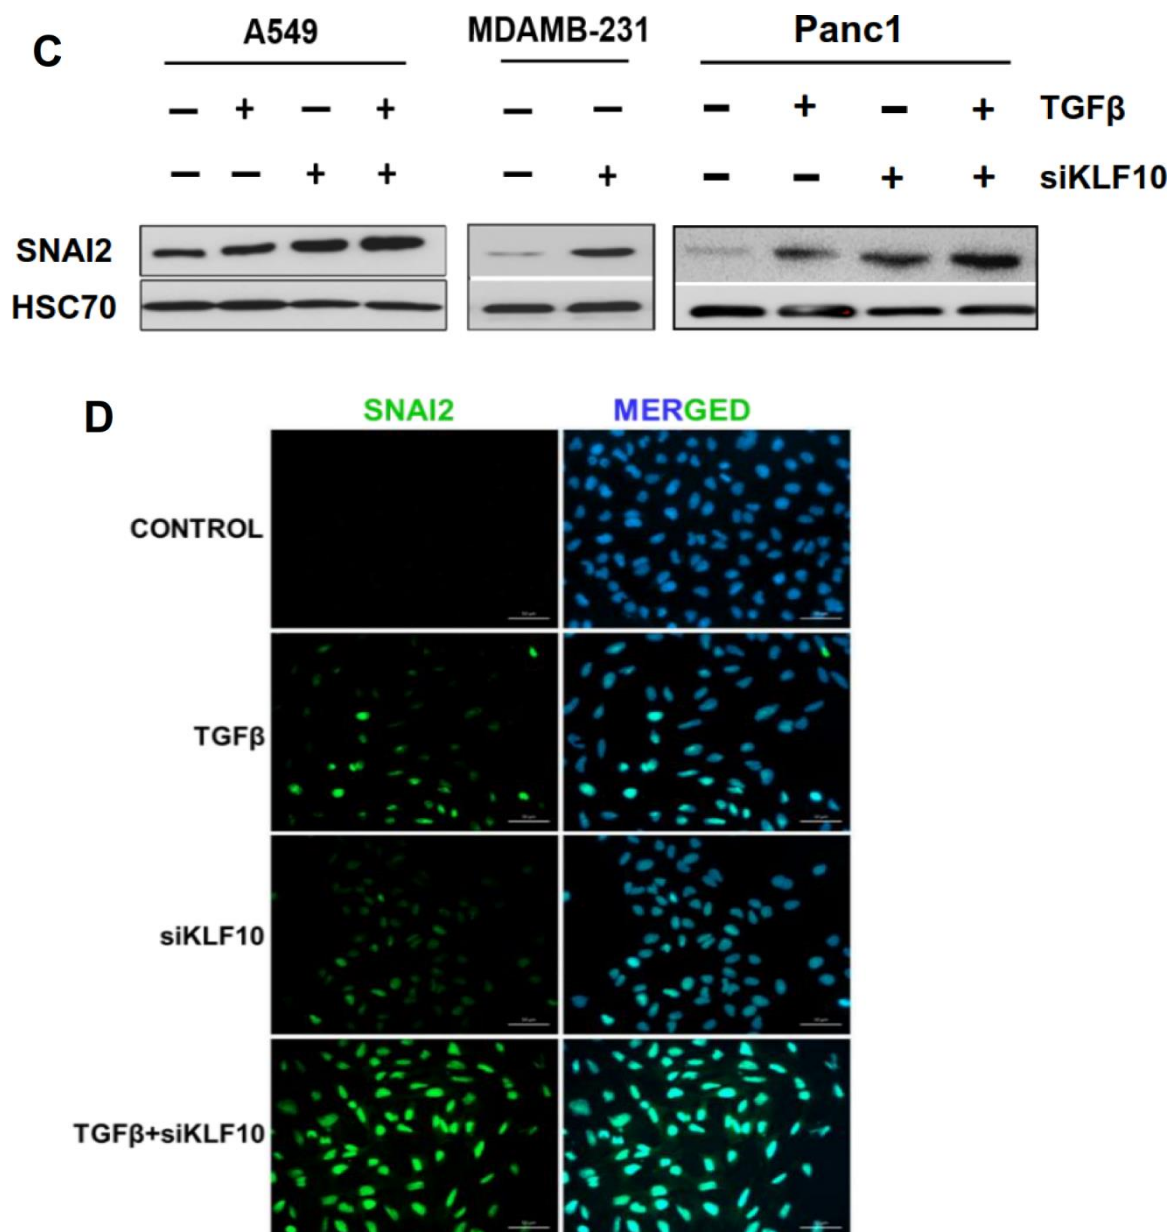 C
A549 MDAMB-231 Panc1
− + − + − − − + − + TGFβ
− − + + − + − − + + siKLF10
SNAI2
HSC70
D
SNAI2 MERGED
CONTROL
TGFβ
siKLF10
TGFβ+siKLF10